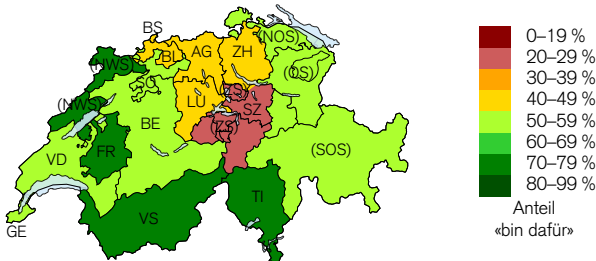 BS
(NWS)
BL
AG
ZH
(NOS)
(OS)
SO
(NWS)
LU
(ZS)
SZ
BE
(ZS)
FR
VD
(SOS)
GE
VS
TI
0–19 %
20–29 %
30–39 %
40–49 %
50–59 %
60–69 %
70–79 %
80–99 %
Anteil
«bin dafür»